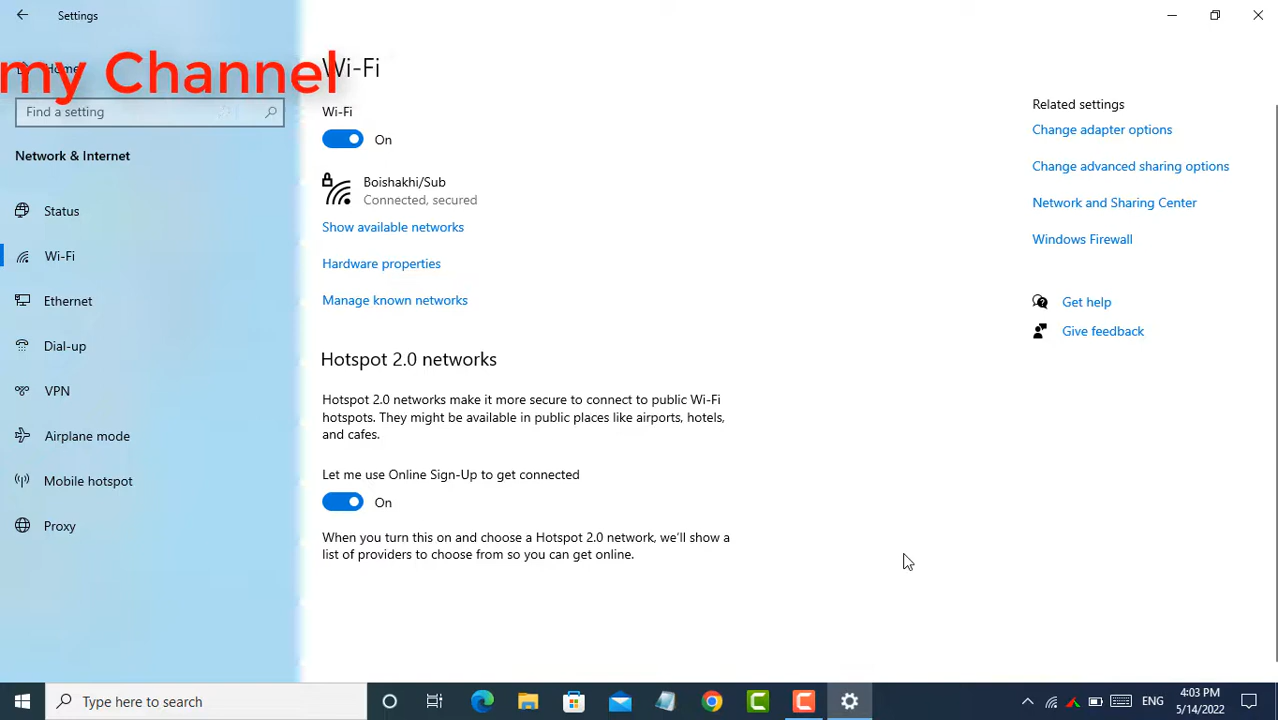 Settings
my Channel
Home
Find a setting
Network & Internet
Status
Wi-Fi
Ethernet
Dial-up
VPN
Airplane mode
Mobile hotspot
Proxy
Wi-Fi
Wi-Fi
On
Boishakhi/Sub
Connected, secured
Show available networks
Hardware properties
Manage known networks
Hotspot 2.0 networks
Hotspot 2.0 networks make it more secure to connect to public Wi-Fi
hotspots. They might be available in public places like airports, hotels,
and cafes.
Let me use Online Sign-Up to get connected
On
When you turn this on and choose a Hotspot 2.0 network, we'll show a
list of providers to choose from so you can get online.
Related settings
Change adapter options
Change advanced sharing options
Network and Sharing Center
Windows Firewall
Get help
Give feedback
Type here to search
ENG
4:03 PM
5/14/2022